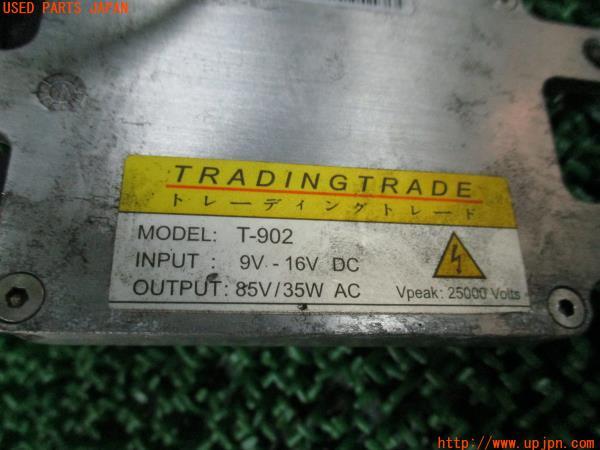 USED PARTS JAPAN
TRADINGTRADE
トレーディングトレード
MODEL: T-902
INPUT : 9V - 16V DC
OUTPUT: 85V/35W AC
Vpeak: 25000 Volts
http://www.upjpn.com